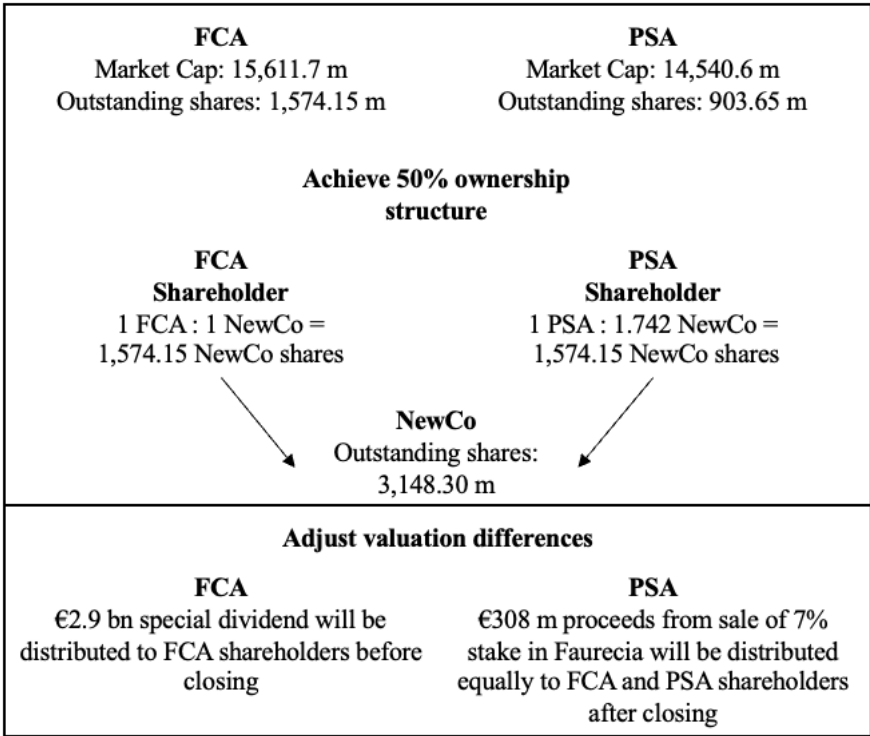 FCA
Market Cap: 15,611.7 m
Outstanding shares: 1,574.15 m
PSA
Market Cap: 14,540.6 m
Outstanding shares: 903.65 m
Achieve 50% ownership
structure
FCA
Shareholder
1 FCA : 1 NewCo =
1,574.15 NewCo shares
PSA
Shareholder
1 PSA : 1.742 NewCo =
1,574.15 NewCo shares
NewCo
Outstanding shares:
3,148.30 m
Adjust valuation differences
FCA
€2.9 bn special dividend will be
distributed to FCA shareholders before
closing
PSA
€308 m proceeds from sale of 7%
stake in Faurecia will be distributed
equally to FCA and PSA shareholders
after closing